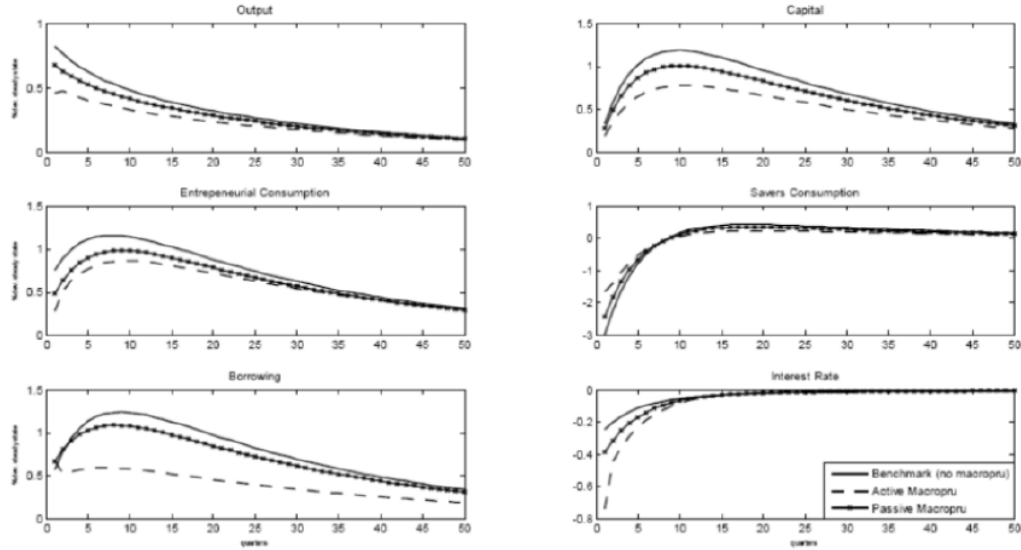 Output
Capital
1
0.5
0
0 5 10 15 20 25 30 35 40 45 50
1.5
1
0.5
0
0 5 10 15 20 25 30 35 40 45 50
Entrepeneurial Consumption
Savers Consumption
1.5
1
0.5
0
0 5 10 15 20 25 30 35 40 45 50
1
0
-1
-2
-3
0 5 10 15 20 25 30 35 40 45 50
Borrowing
Interest Rate
1.5
1
0.5
0
0 5 10 15 20 25 30 35 40 45 50
quarters
0
-0.2
-0.4
-0.6
-0.8
0 5 10 15 20 25 30 35 40 45 50
quarters
Benchmark (no macropru)
Active Macropru
Passive Macropru